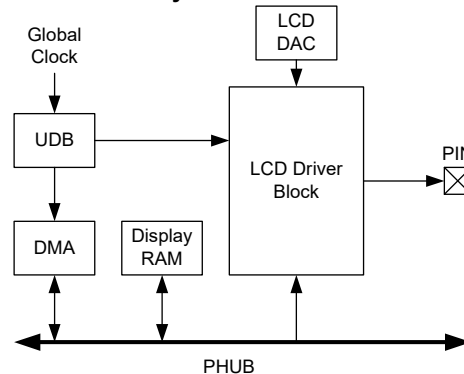 LCD
DAC
Global
Clock
UDB
LCD Driver
Block
PIN
DMA
Display
RAM
PHUB